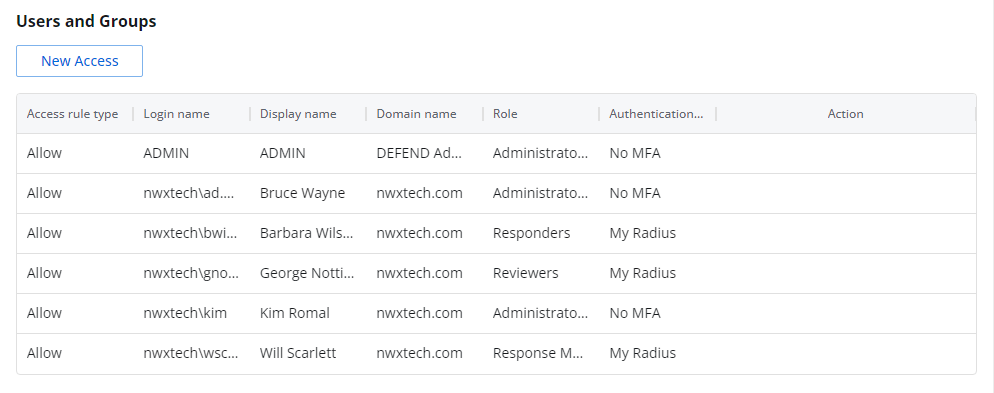 Users and Groups
New Access
Access rule type Login name Display name Domain name Role Authentication... Action
Allow ADMIN ADMIN DEFEND Ad... Administrato... No MFA
Allow nwxtech\ad.... Bruce Wayne nwxtech.com Administrato... No MFA
Allow nwxtech\bwi... Barbara Wils... nwxtech.com Responders My Radius
Allow nwxtech\gno... George Notti... nwxtech.com Reviewers My Radius
Allow nwxtech\kim Kim Romal nwxtech.com Administrato... No MFA
Allow nwxtech\wsc... Will Scarlett nwxtech.com Response M... My Radius